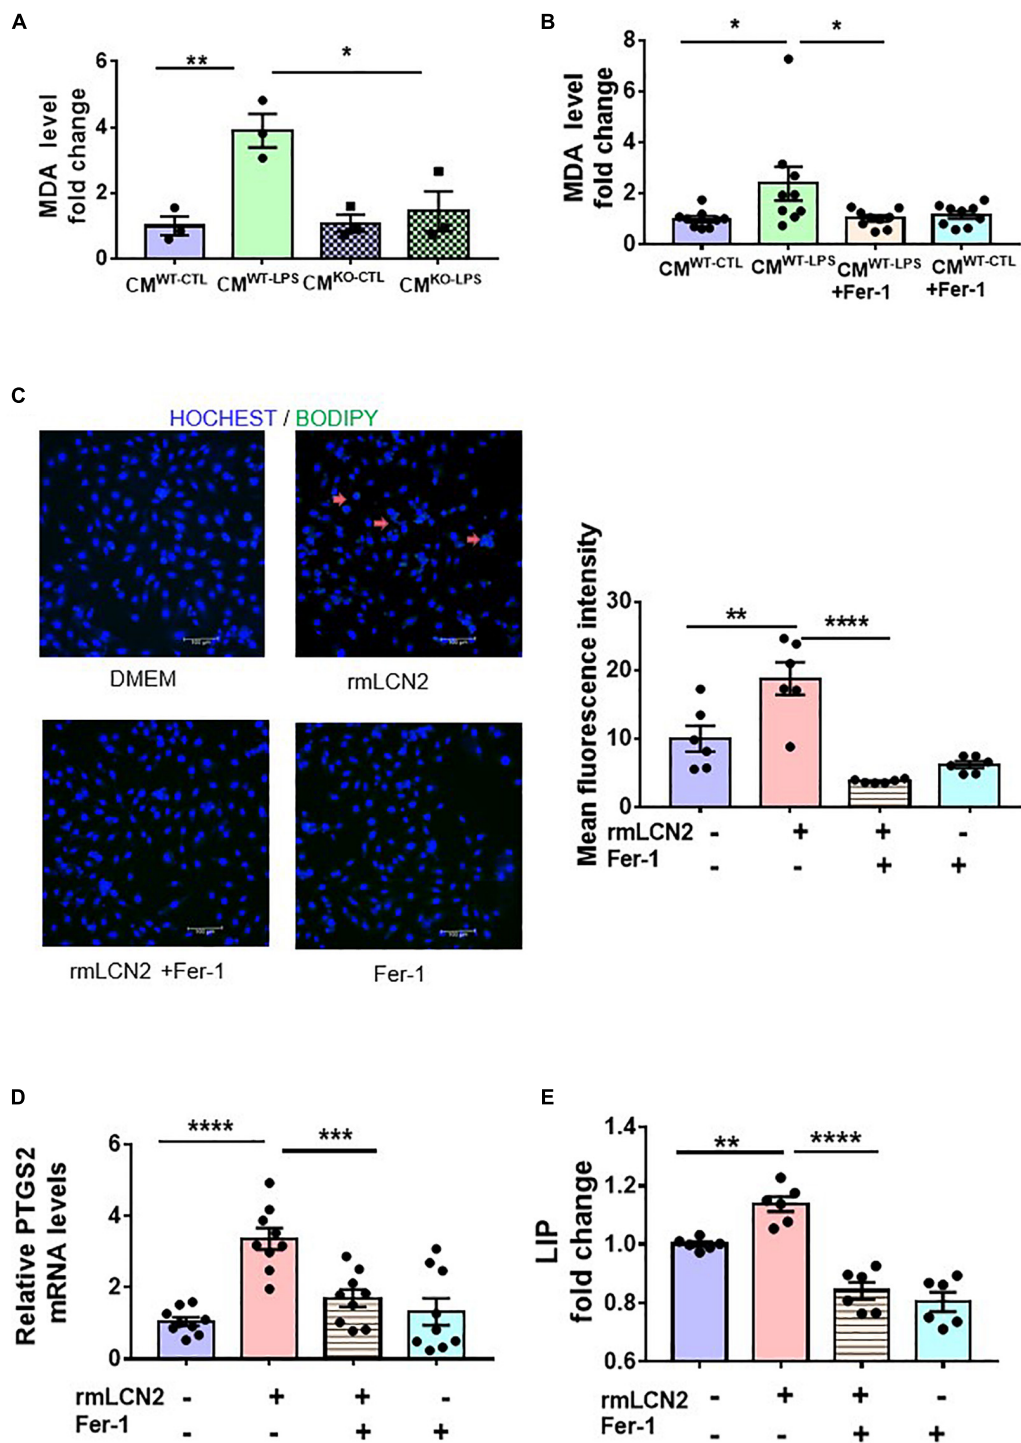 A
MDA level
fold change
6
4
2
0
**
*
CMWT-CTL CMWT-LPS CMKO-CTL CMKO-LPS
B
MDA level
fold change
8
6
4
2
0
*
*
CMWT-CTL CMWT-LPS CMWT-LPS CMWT-CTL
+Fer-1 +Fer-1
C
HOCHEST / BODIPY
DMEM
rmLCN2
rmLCN2 +Fer-1
Fer-1
Mean fluorescence intensity
30
20
10
0
**
****
rmLCN2 - + + -
Fer-1 - - + +
D
Relative PTGS2
mRNA levels
6
4
2
0
****
***
rmLCN2 - + + -
Fer-1 - - + +
E
LIP
fold change
1.4
1.2
1.0
0.8
0.6
**
****
rmLCN2 - + + -
Fer-1 - - + +